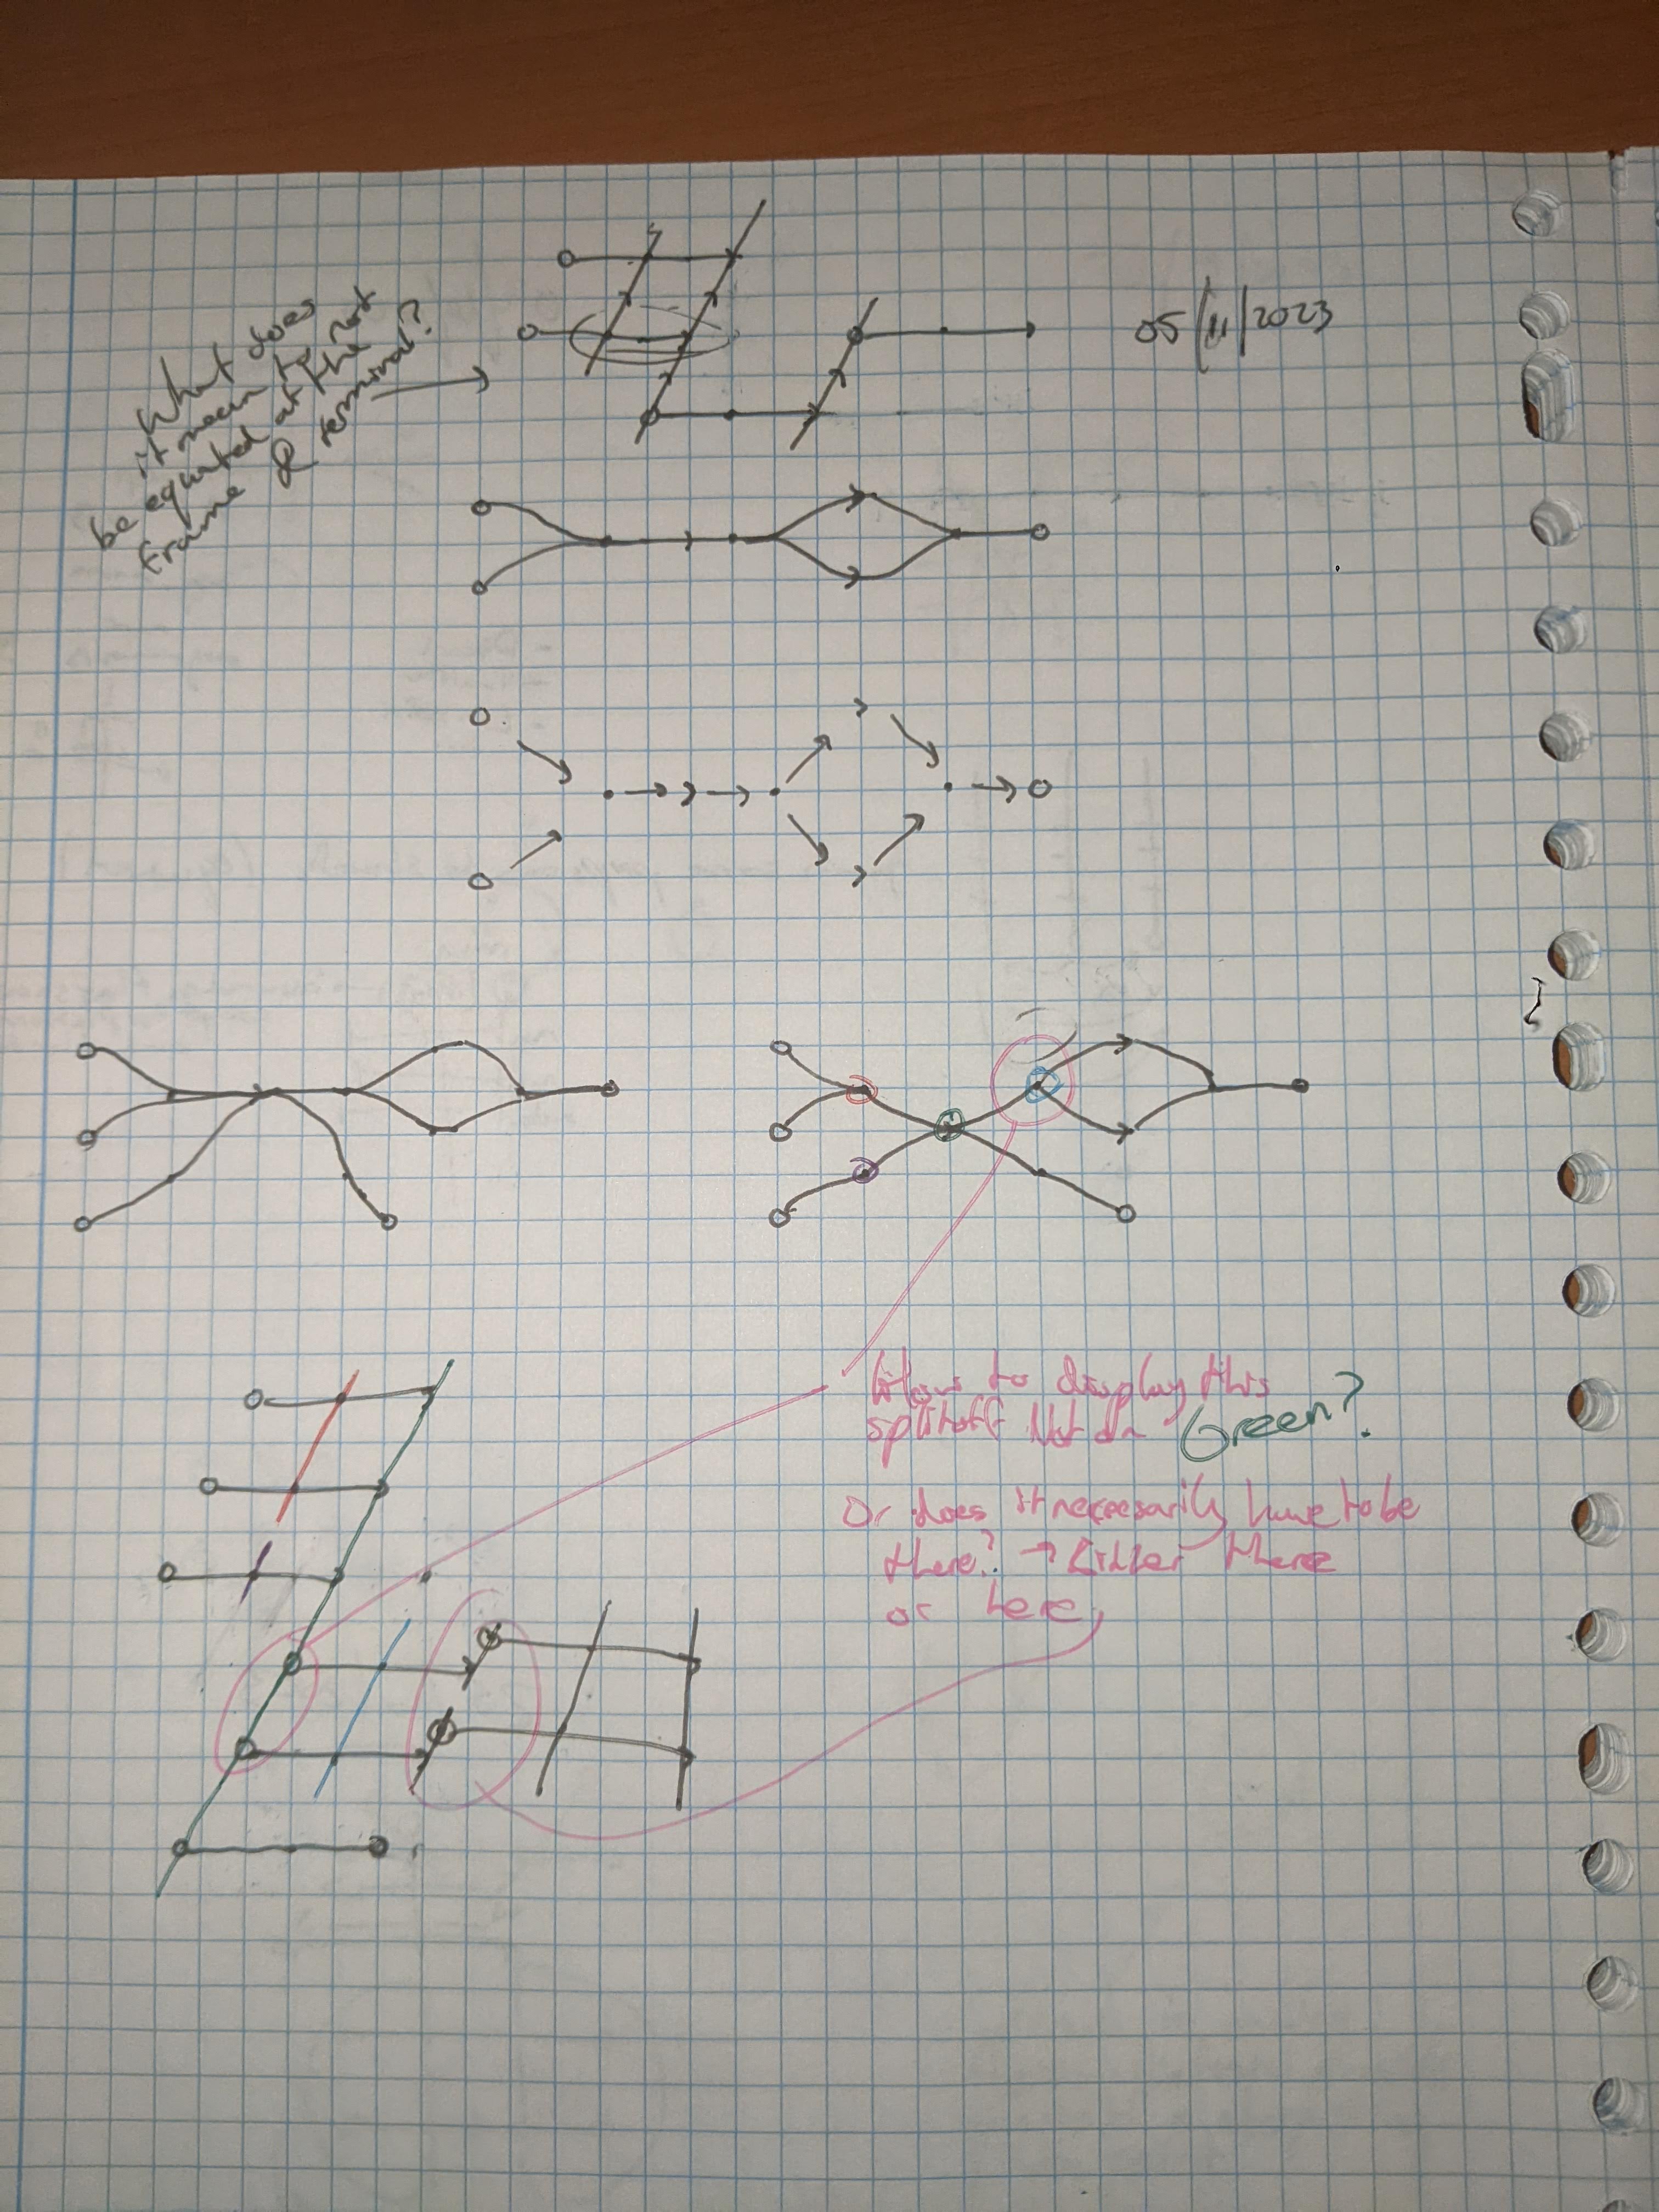 05/11/2023
What does
it mean to not
be equated at the
frame & terminal?
How to display this
splitoff Not on Green?
Or does it necessarily have to be
there? → Either there
or here